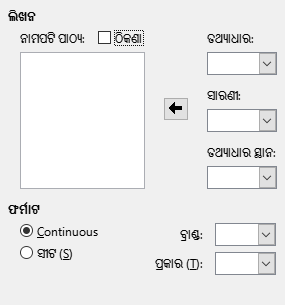 ଲିଖନ
ନାମପଟି ପାଠ୍ୟ:
ଠିକଣା
ତଥ୍ୟାଧାର:
ସାରଣୀ:
ତଥ୍ୟାଧାର ସ୍ଥାନ:
ଫର୍ମାଟ
Continuous
ବ୍ରାଣ୍ଡ:
ସୀଟ (S)
ପ୍ରକାର (T):